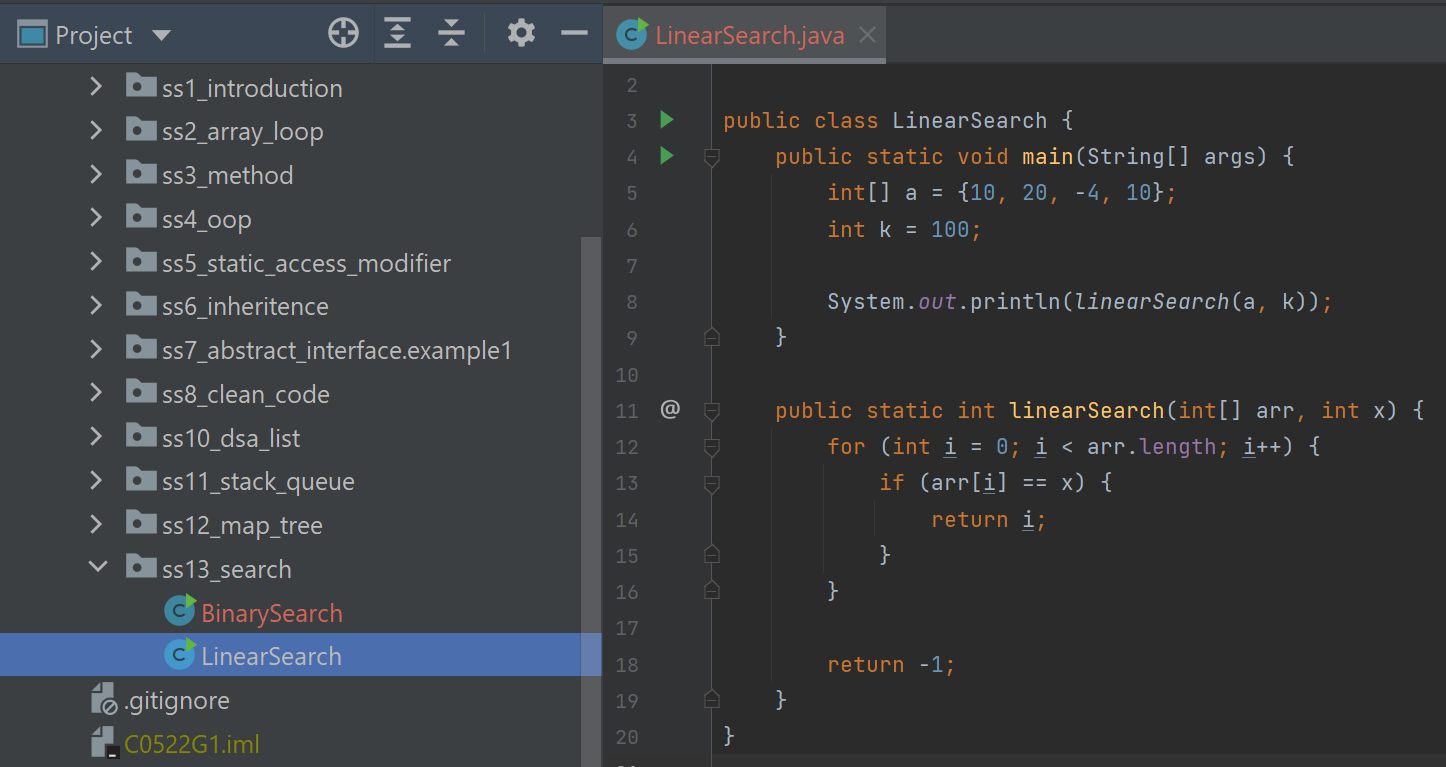 Project
ss1_introduction
ss2_array_loop
ss3_method
ss4_oop
ss5_static_access_modifier
ss6_inheritence
ss7_abstract_interface.example1
ss8_clean_code
ss10_dsa_list
ss11_stack_queue
ss12_map_tree
ss13_search
C BinarySearch
C LinearSearch
.gitignore
C0522G1.iml
C LinearSearch.java
2
3 public class LinearSearch {
4 public static void main(String[] args) {
5 int[] a = {10, 20, -4, 10};
6 int k = 100;
7
8 System.out.println(linearSearch(a, k));
9 }
10
11 @ public static int linearSearch(int[] arr, int x) {
12 for (int i = 0; i < arr.length; i++) {
13 if (arr[i] == x) {
14 return i;
15 }
16 }
17
18 return -1;
19 }
20 }